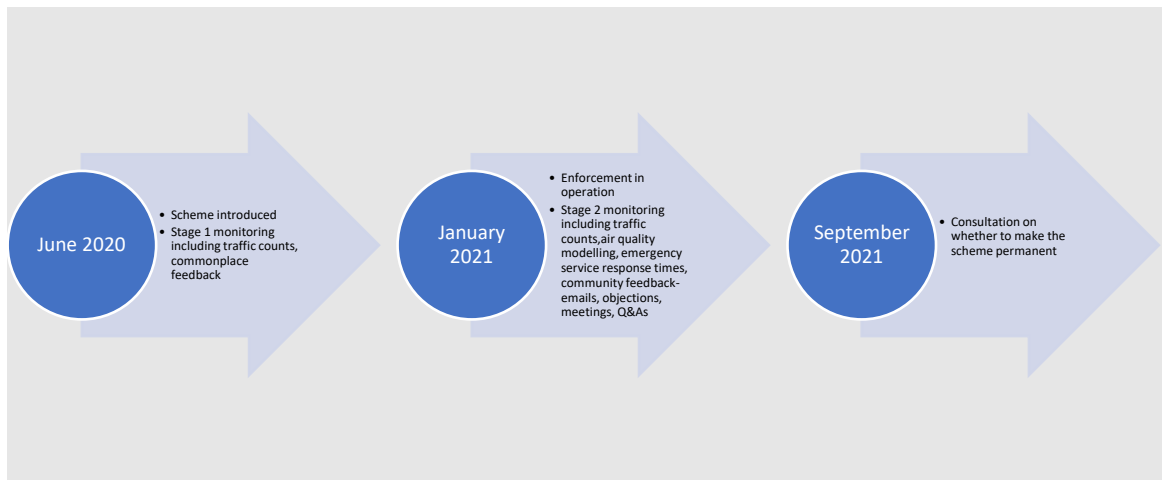 June 2020
• Scheme introduced
• Stage 1 monitoring
including traffic counts,
commonplace
feedback
January
2021
• Enforcement in
operation
• Stage 2 monitoring
including traffic
counts,air quality
modelling, emergency
service response times,
community feedback-
emails, objections,
meetings, Q&As
September
2021
• Consultation on
whether to make the
scheme permanent